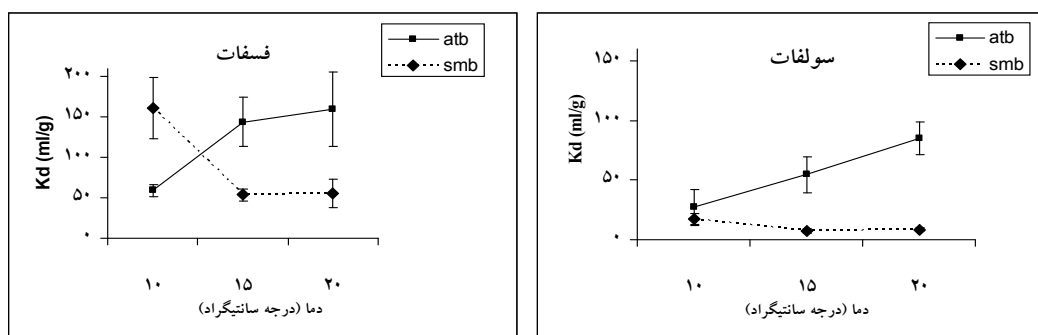 فسفات
atb
smb
Kd (ml/g)
۲۰۰
۱۵۰
۱۰۰
۵۰
۰
۱۰ ۱۵ ۲۰
دما (درجه سانتیگراد)
سولفات
atb
smb
Kd (ml/g)
۱۵۰
۱۰۰
۵۰
۰
۱۰ ۱۵ ۲۰
دما (درجه سانتیگراد)